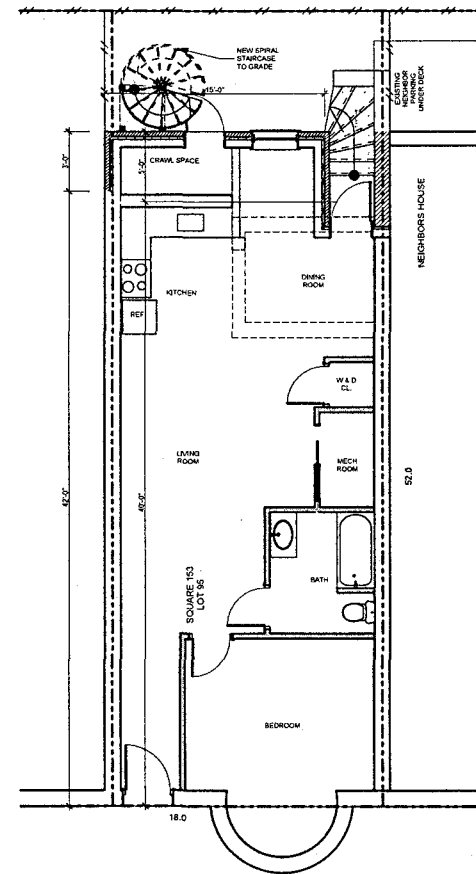 NEW SPIRAL
STAIRCASE
TO GRADE
15'-0"
EXISTING
NEIGHBOR
PARKING
UNDER DECK
CRAWL SPACE
3'-0"
5'-0"
NEIGHBORS HOUSE
DINING
ROOM
KITCHEN
REF
W & D
CL.
LIVING
ROOM
MECH
ROOM
52.0
42'-0"
40'-0"
BATH
SQUARE 153
LOT 95
BEDROOM
18.0